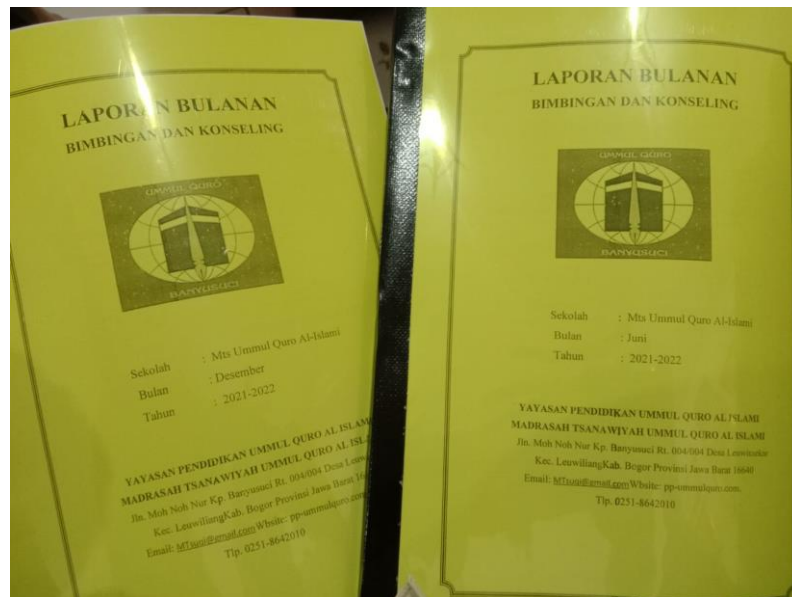 LAPORAN BULANAN
BIMBINGAN DAN KONSELING
UMMUL QURO
BANYUSUCI
Sekolah : Mts Ummul Quro Al-Islami
Bulan : Desember
Tahun : 2021-2022
YAYASAN PENDIDIKAN UMMUL QURO AL ISLAM
MADRASAH TSANAWIYAH UMMUL QURO AL
Jln. Moh Noh Nur Kp. Banyusuci Rt. 004/004 Desa
Kec. LeuwiliangKab. Bogor Provinsi Jawa Barat
Email: MTsuqi@gmail.com Wbsite: pp-ummulquro.com
Tlp. 0251-8642010
LAPORAN BULANAN
BIMBINGAN DAN KONSELING
UMMUL QURO
BANYUSUCI
Sekolah : Mts Ummul Quro Al-Islami
Bulan : Juni
Tahun : 2021-2022
YAYASAN PENDIDIKAN UMMUL QURO AL ISLAMI
MADRASAH TSANAWIYAH UMMUL QURO AL ISLAMI
Jln. Moh Noh Nur Kp. Banyusuci Rt. 004/004 Desa
Kec. LeuwiliangKab. Bogor Provinsi Jawa Barat 16640
Email: MTsuqi@gmail.com Wbsite: pp-ummulquro.com.
Tlp. 0251-8642010